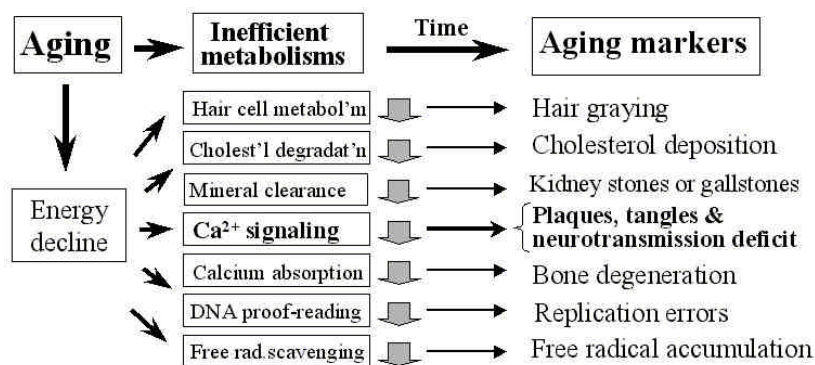 Aging
Inefficient
metabolisms
Time
Aging markers
Hair cell metabol'm
Hair graying
Cholest'l degradat'n
Cholesterol deposition
Mineral clearance
Kidney stones or gallstones
Energy
decline
Ca²⁺ signaling
Plaques, tangles &
neurotransmission deficit
Calcium absorption
Bone degeneration
DNA proof-reading
Replication errors
Free rad.scavenging
Free radical accumulation